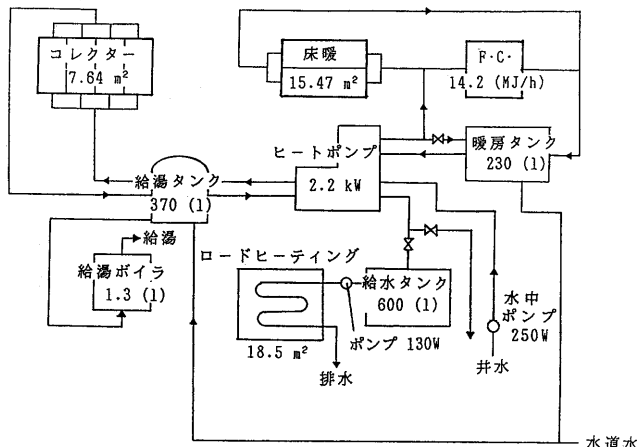 コレクター
7.64 m²
床暖
15.47 m²
F·C·
14.2 (MJ/h)
ヒートポンプ
2.2 kW
暖房タンク
230 (l)
給湯タンク
370 (l)
給湯
給湯ボイラ
1.3 (l)
ロードヒーティング
18.5 m²
給水タンク
600 (l)
ポンプ 130W
排水
水中
ポンプ
250W
井水
水道水